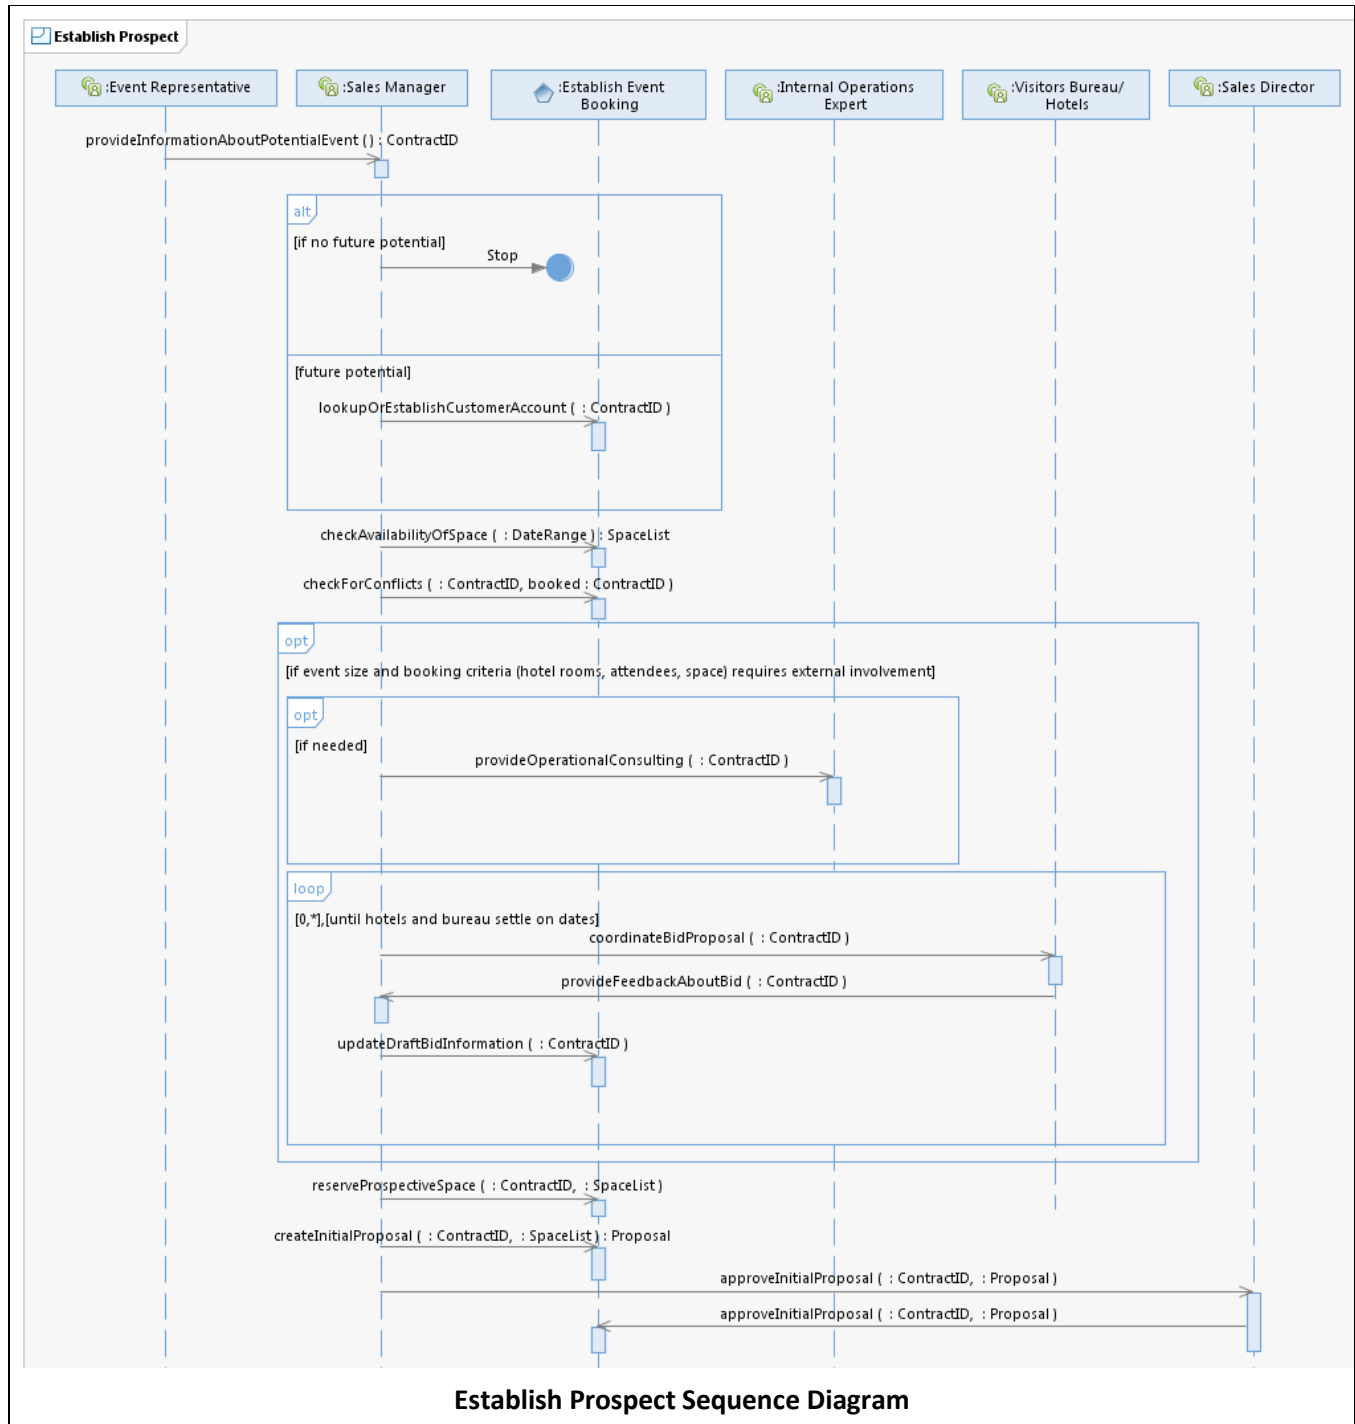 Establish Prospect
:Event Representative
:Sales Manager
:Establish Event
Booking
:Internal Operations
Expert
:Visitors Bureau/
Hotels
:Sales Director
provideInformationAboutPotentialEvent ( ) : ContractID
alt
[if no future potential]
Stop
[future potential]
lookupOrEstablishCustomerAccount ( : ContractID )
checkAvailabilityOfSpace ( : DateRange ) : SpaceList
checkForConflicts ( : ContractID, booked : ContractID )
opt
[if event size and booking criteria (hotel rooms, attendees, space) requires external involvement]
opt
[if needed]
provideOperationalConsulting ( : ContractID )
loop
[0,*],[until hotels and bureau settle on dates]
coordinateBidProposal ( : ContractID )
provideFeedbackAboutBid ( : ContractID )
updateDraftBidInformation ( : ContractID )
reserveProspectiveSpace ( : ContractID, : SpaceList )
createInitialProposal ( : ContractID, : SpaceList ) : Proposal
approveInitialProposal ( : ContractID, : Proposal )
approveInitialProposal ( : ContractID, : Proposal )
Establish Prospect Sequence Diagram